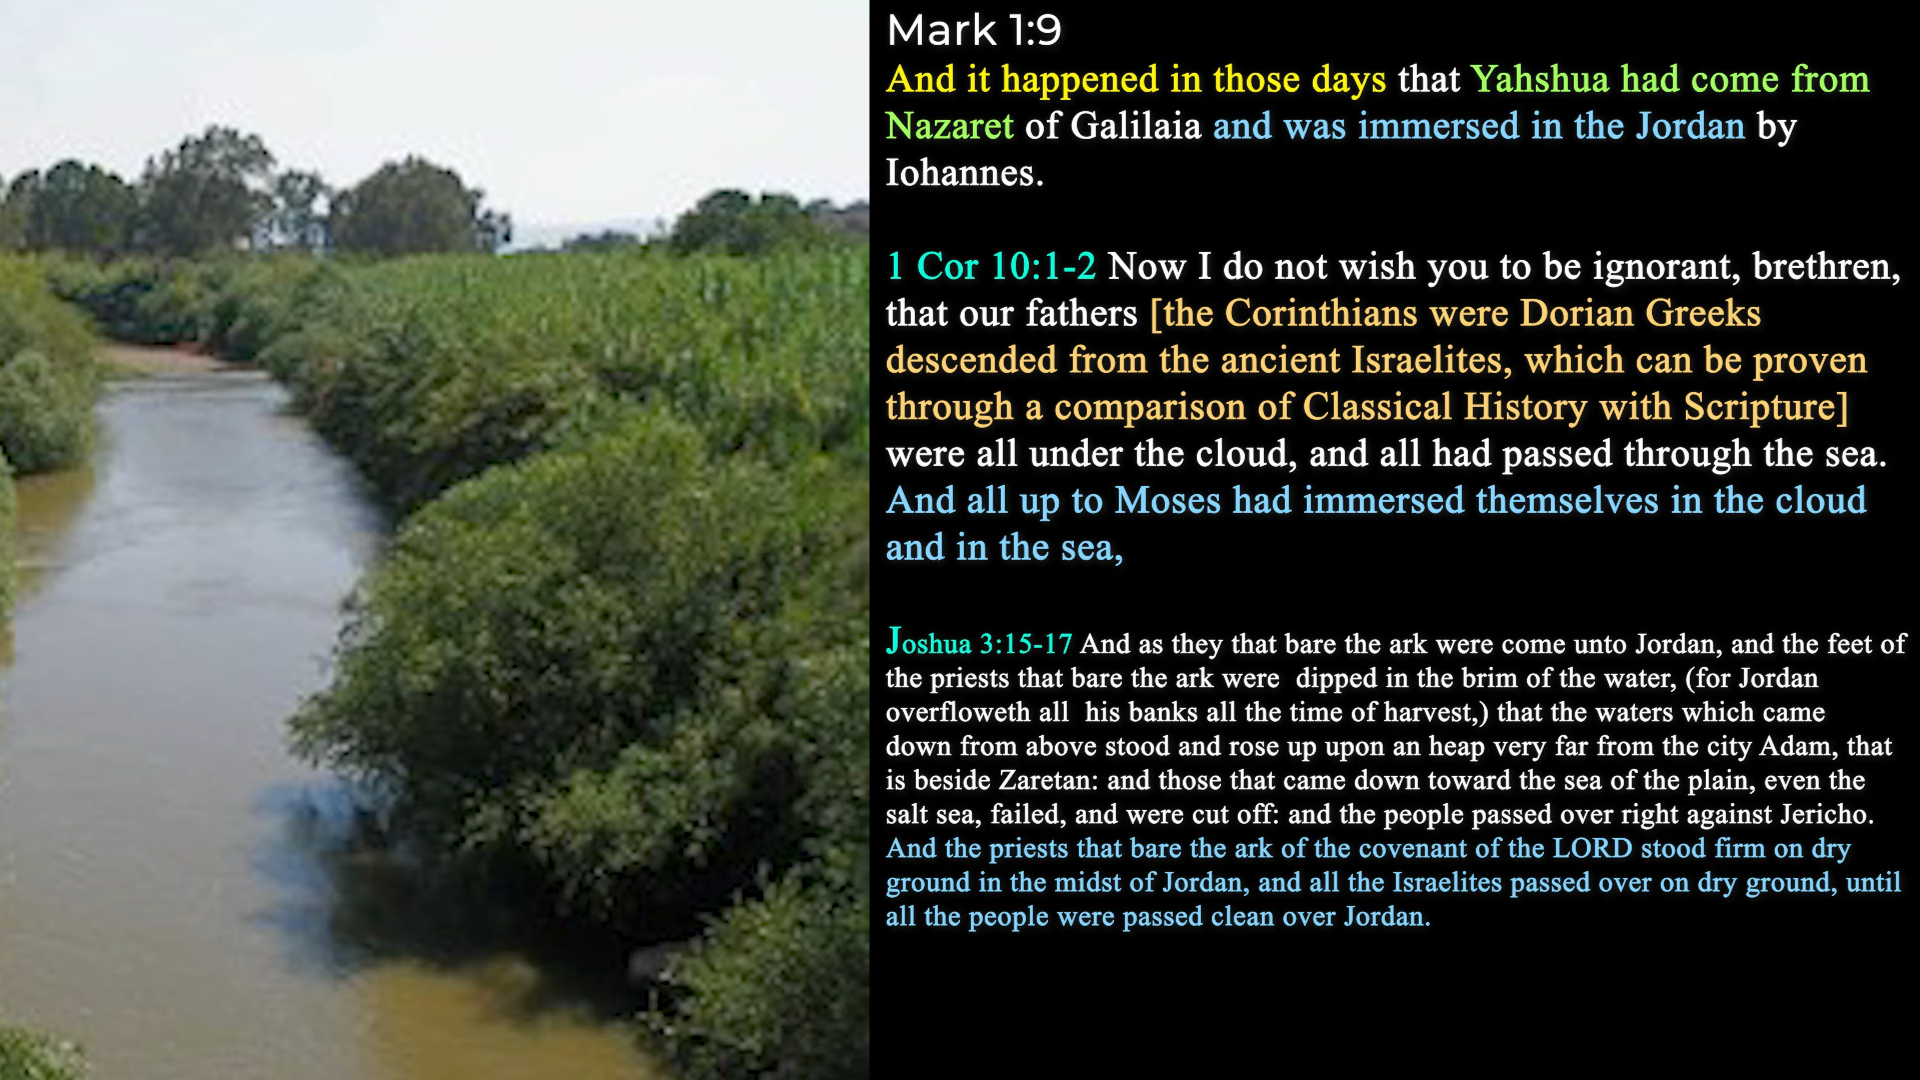 Mark 1:9
And it happened in those days that Yahshua had come from
Nazaret of Galilaia and was immersed in the Jordan by
Iohannes.
1 Cor 10:1-2 Now I do not wish you to be ignorant, brethren,
that our fathers [the Corinthians were Dorian Greeks
descended from the ancient Israelites, which can be proven
through a comparison of Classical History with Scripture]
were all under the cloud, and all had passed through the sea.
And all up to Moses had immersed themselves in the cloud
and in the sea,
Joshua 3:15-17 And as they that bare the ark were come unto Jordan, and the feet of
the priests that bare the ark were  dipped in the brim of the water, (for Jordan
overfloweth all  his banks all the time of harvest,) that the waters which came
down from above stood and rose up upon an heap very far from the city Adam, that
is beside Zaretan: and those that came down toward the sea of the plain, even the
salt sea, failed, and were cut off: and the people passed over right against Jericho.
And the priests that bare the ark of the covenant of the LORD stood firm on dry
ground in the midst of Jordan, and all the Israelites passed over on dry ground, until
all the people were passed clean over Jordan.